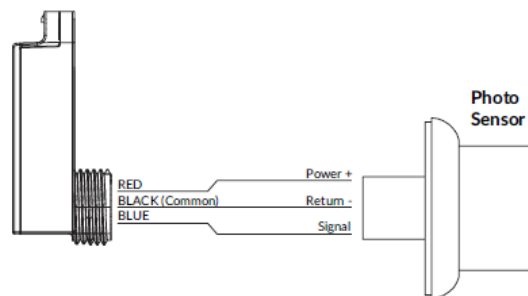 Photo
Sensor
RED Power +
BLACK (Common) Return -
BLUE Signal